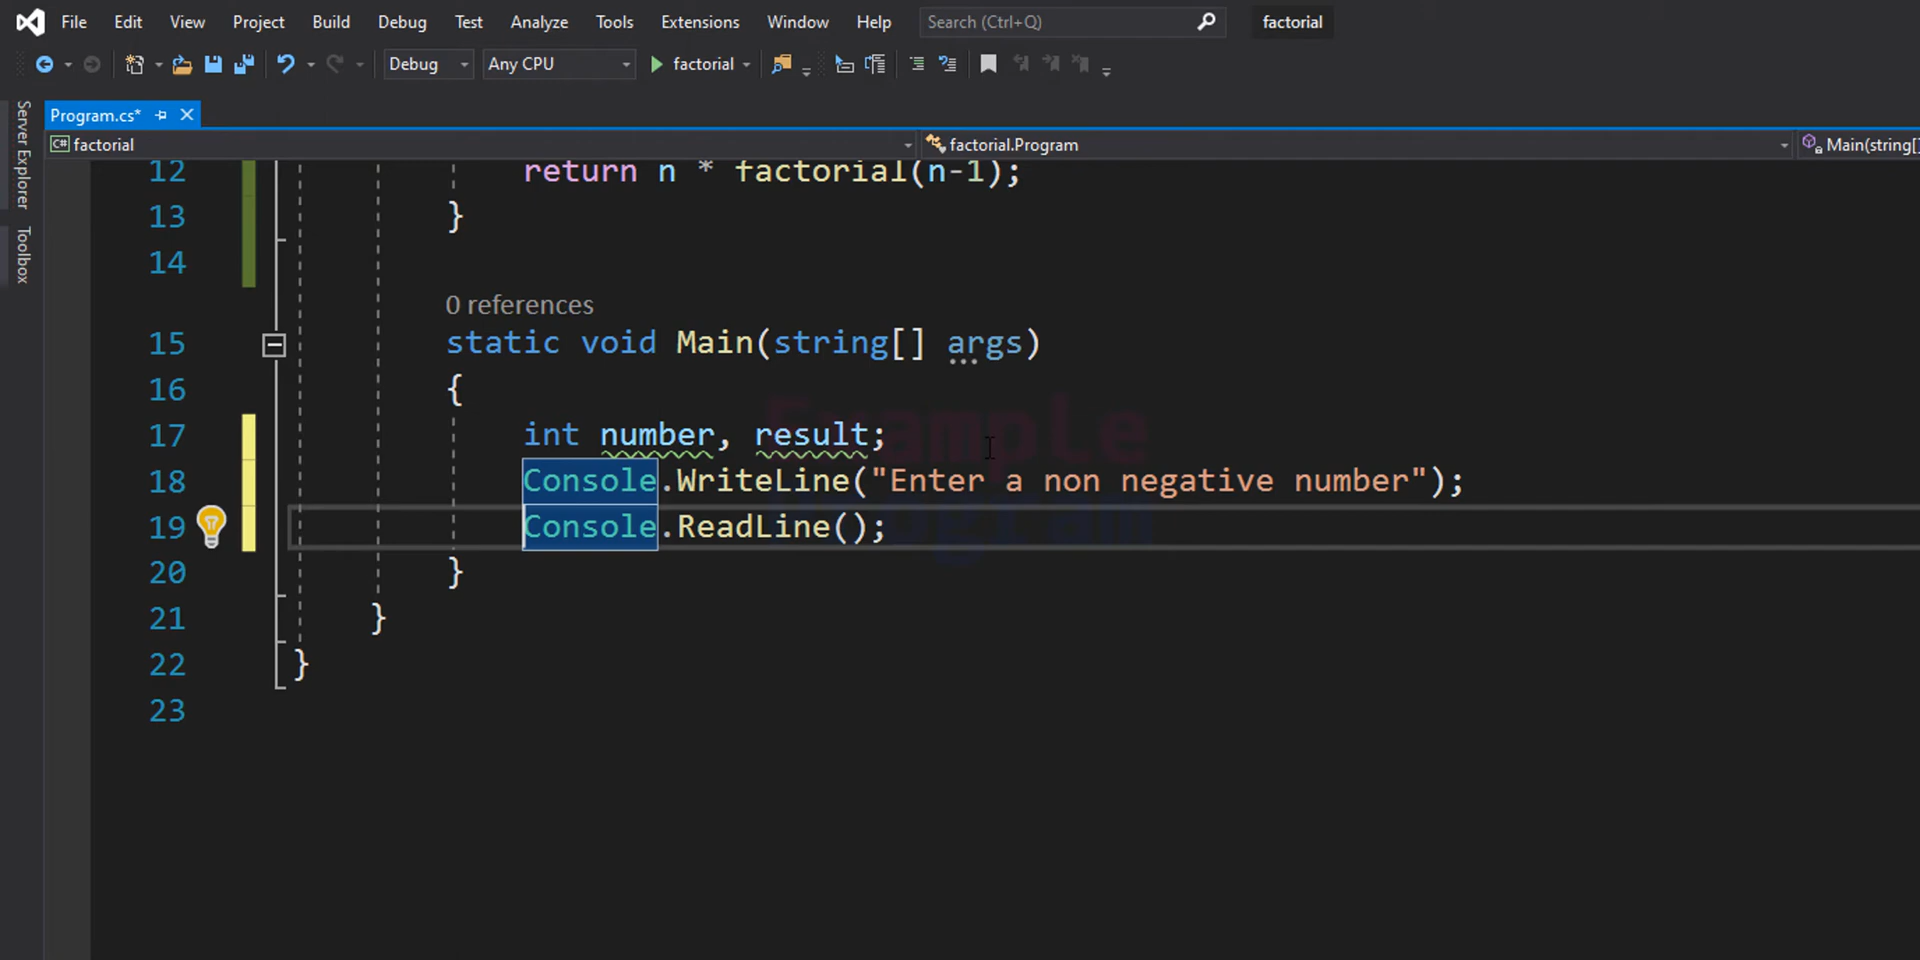 File Edit View Project Build Debug Test Analyze Tools Extensions Window Help Search (Ctrl+Q) factorial
Debug Any CPU factorial
Server Explorer
Toolbox
Program.cs*
C# factorial factorial.Program Main(string[]
12 return n * factorial(n-1);
13 }
14
0 references
15 static void Main(string[] args)
16 {
17 int number, result;
18 Console.WriteLine("Enter a non negative number");
19 Console.ReadLine();
20 }
21 }
22 }
23
Example
Program